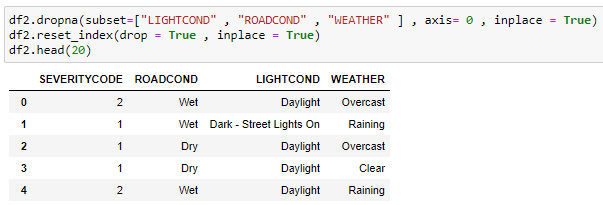 df2.dropna(subset=["LIGHTCOND" , "ROADCOND" , "WEATHER" ] , axis= 0 , inplace = True)
df2.reset_index(drop = True , inplace = True)
df2.head(20)
SEVERITYCODE ROADCOND LIGHTCOND WEATHER
0 2 Wet Daylight Overcast
1 1 Wet Dark - Street Lights On Raining
2 1 Dry Daylight Overcast
3 1 Dry Daylight Clear
4 2 Wet Daylight Raining